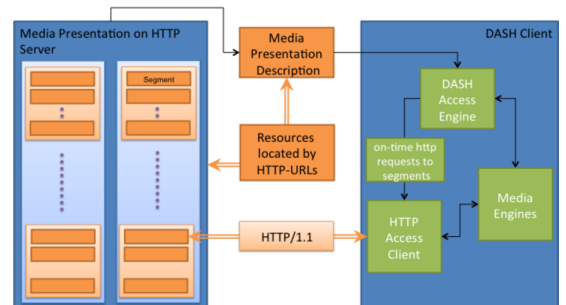 Media Presentation on HTTP
Server
Segment
Media
Presentation
Description
Resources
located by
HTTP-URLs
HTTP/1.1
DASH Client
DASH
Access
Engine
on-time http
requests to
segments
HTTP
Access
Client
Media
Engines